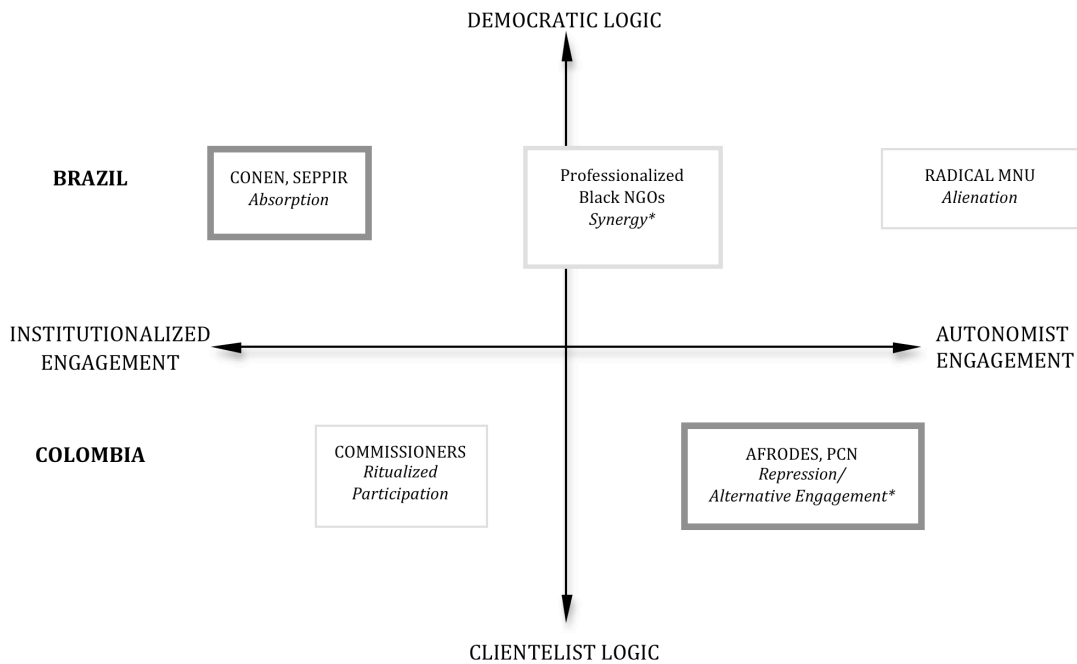 DEMOCRATIC LOGIC
BRAZIL
CONEN, SEPPIR
Absorption
Professionalized
Black NGOs
Synergy*
RADICAL MNU
Alienation
INSTITUTIONALIZED
ENGAGEMENT
AUTONOMIST
ENGAGEMENT
COLOMBIA
COMMISSIONERS
Ritualized
Participation
AFRODES, PCN
Repression/
Alternative Engagement*
CLIENTELIST LOGIC